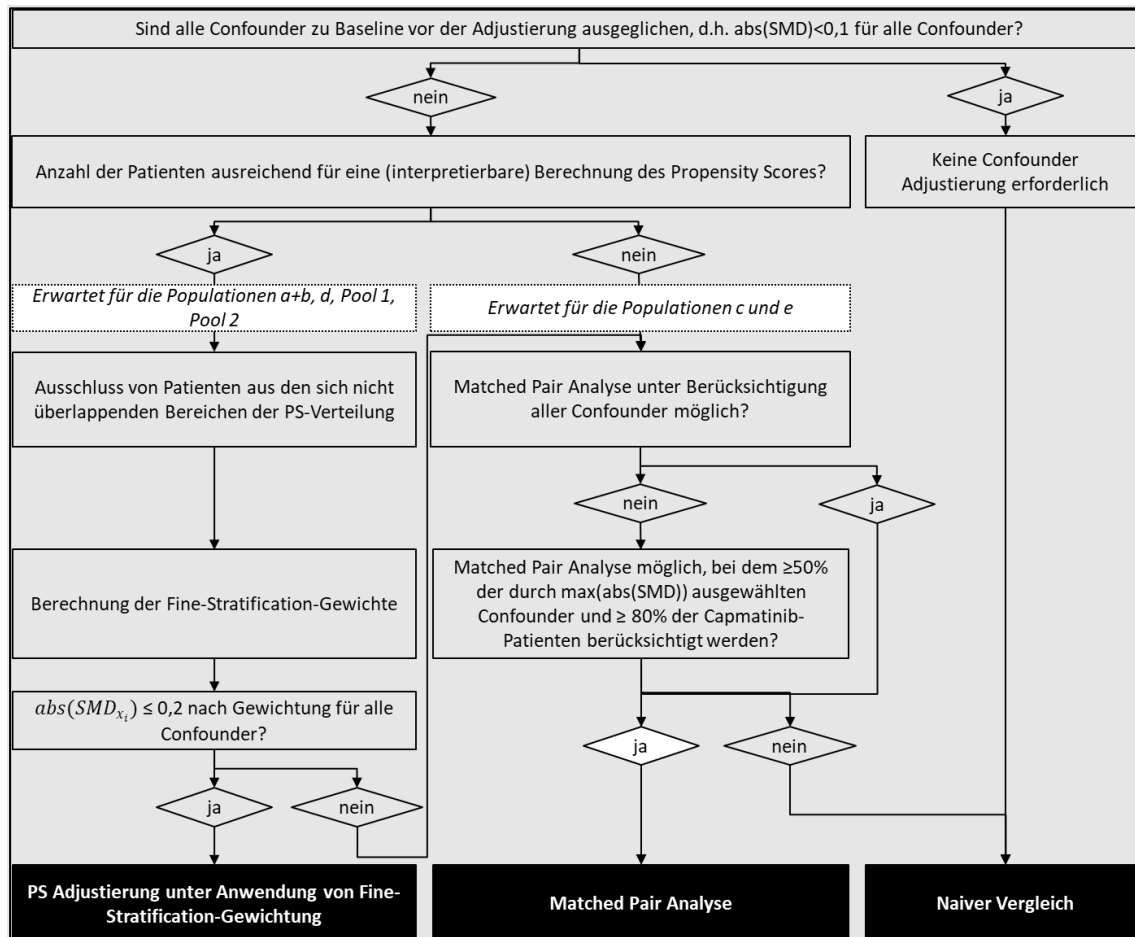 Sind alle Confounder zu Baseline vor der Adjustierung ausgeglichen, d.h. abs(SMD)<0,1 für alle Confounder?
nein
ja
Anzahl der Patienten ausreichend für eine (interpretierbare) Berechnung des Propensity Scores?
Keine Confounder
Adjustierung erforderlich
ja
nein
Erwartet für die Populationen a+b, d, Pool 1,
Pool 2
Erwartet für die Populationen c und e
Ausschluss von Patienten aus den sich nicht
überlappenden Bereichen der PS-Verteilung
Matched Pair Analyse unter Berücksichtigung
aller Confounder möglich?
nein
ja
Berechnung der Fine-Stratification-Gewichte
Matched Pair Analyse möglich, bei dem ≥50%
der durch max(abs(SMD)) ausgewählten
Confounder und ≥ 80% der Capmatinib-
Patienten berücksichtigt werden?
abs(SMD_{x_i}) ≤ 0,2 nach Gewichtung für alle
Confounder?
ja
nein
ja
nein
PS Adjustierung unter Anwendung von Fine-
Stratification-Gewichtung
Matched Pair Analyse
Naiver Vergleich